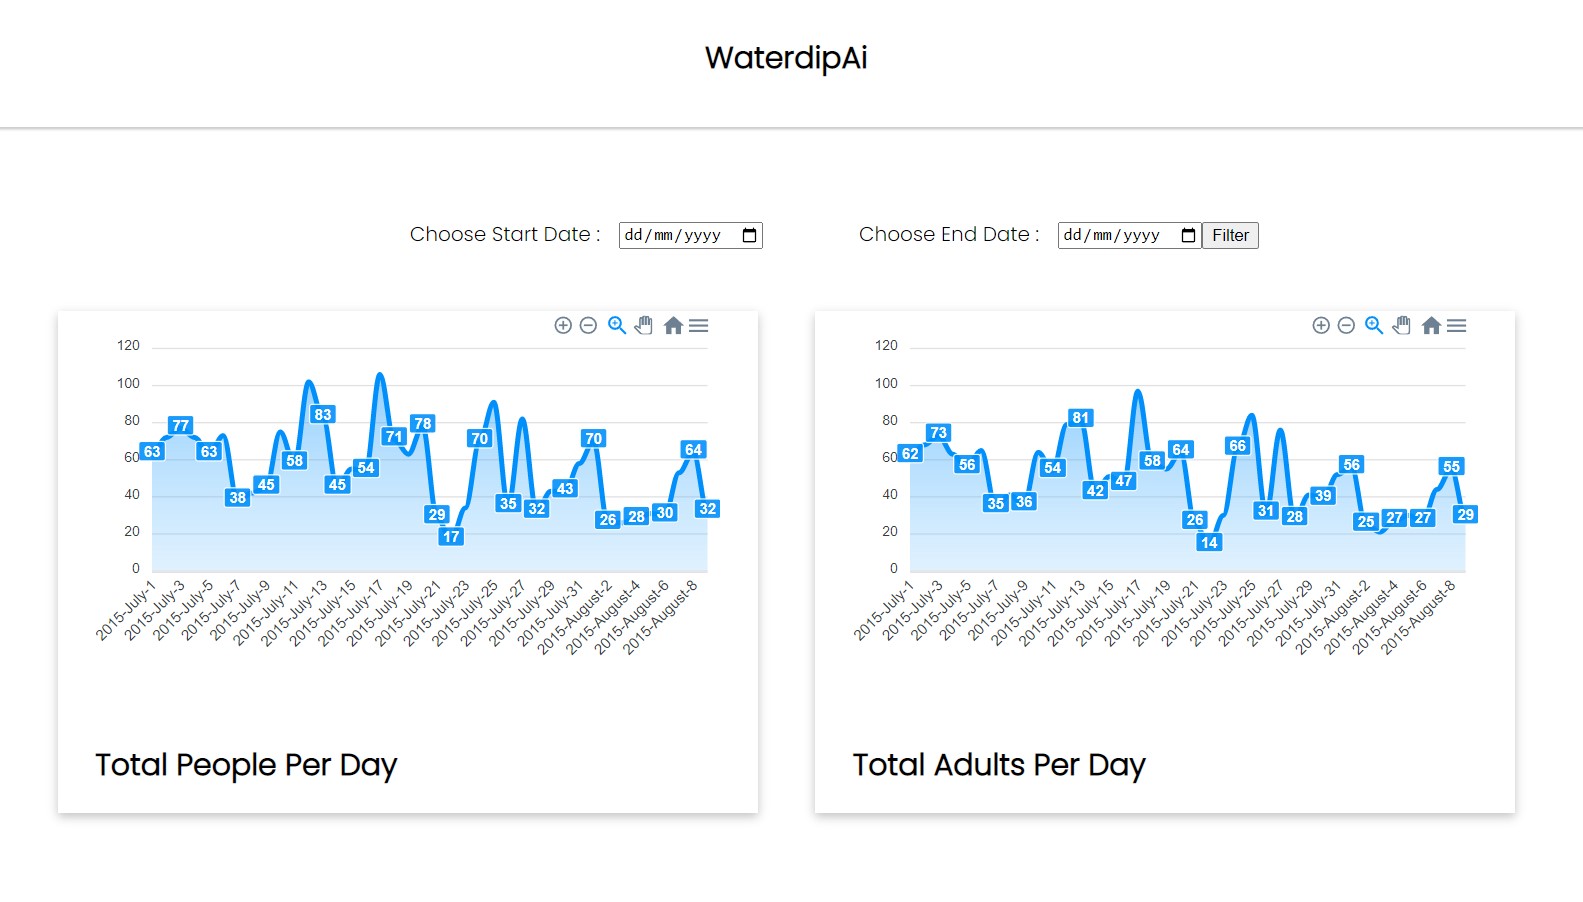 WaterdipAi
Choose Start Date : dd/mm/yyyy Choose End Date : dd/mm/yyyy Filter
120
100
80
60
40
20
0
63 77 63 38 45 58 83 45 54 71 78 29 17 70 35 32 43 70 26 28 30 64 32
2015-July-1 2015-July-3 2015-July-5 2015-July-7 2015-July-9 2015-July-11 2015-July-13 2015-July-15 2015-July-17 2015-July-19 2015-July-21 2015-July-23 2015-July-25 2015-July-27 2015-July-29 2015-July-31 2015-August-2 2015-August-4 2015-August-6 2015-August-8
Total People Per Day
120
100
80
60
40
20
0
62 73 56 35 36 54 81 42 47 58 64 26 14 66 31 28 39 56 25 27 27 55 29
2015-July-1 2015-July-3 2015-July-5 2015-July-7 2015-July-9 2015-July-11 2015-July-13 2015-July-15 2015-July-17 2015-July-19 2015-July-21 2015-July-23 2015-July-25 2015-July-27 2015-July-29 2015-July-31 2015-August-2 2015-August-4 2015-August-6 2015-August-8
Total Adults Per Day